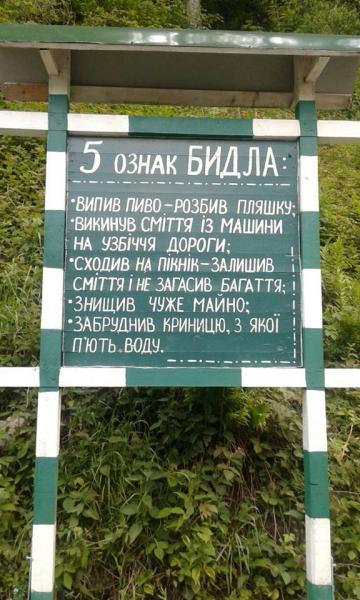 5 ОЗНАК БИДЛА:
• ВИПИВ ПИВО - РОЗБИВ ПЛЯШКУ;
• ВИКИНУВ СМІТТЯ ІЗ МАШИНИ
НА УЗБІЧЧЯ ДОРОГИ;
• СХОДИВ НА ПІКНІК - ЗАЛИШИВ
СМІТТЯ І НЕ ЗАГАСИВ БАГАТТЯ;
• ЗНИЩИВ ЧУЖЕ МАЙНО;
• ЗАБРУДНИВ КРИНИЦЮ, З ЯКОЇ
П'ЮТЬ ВОДУ.